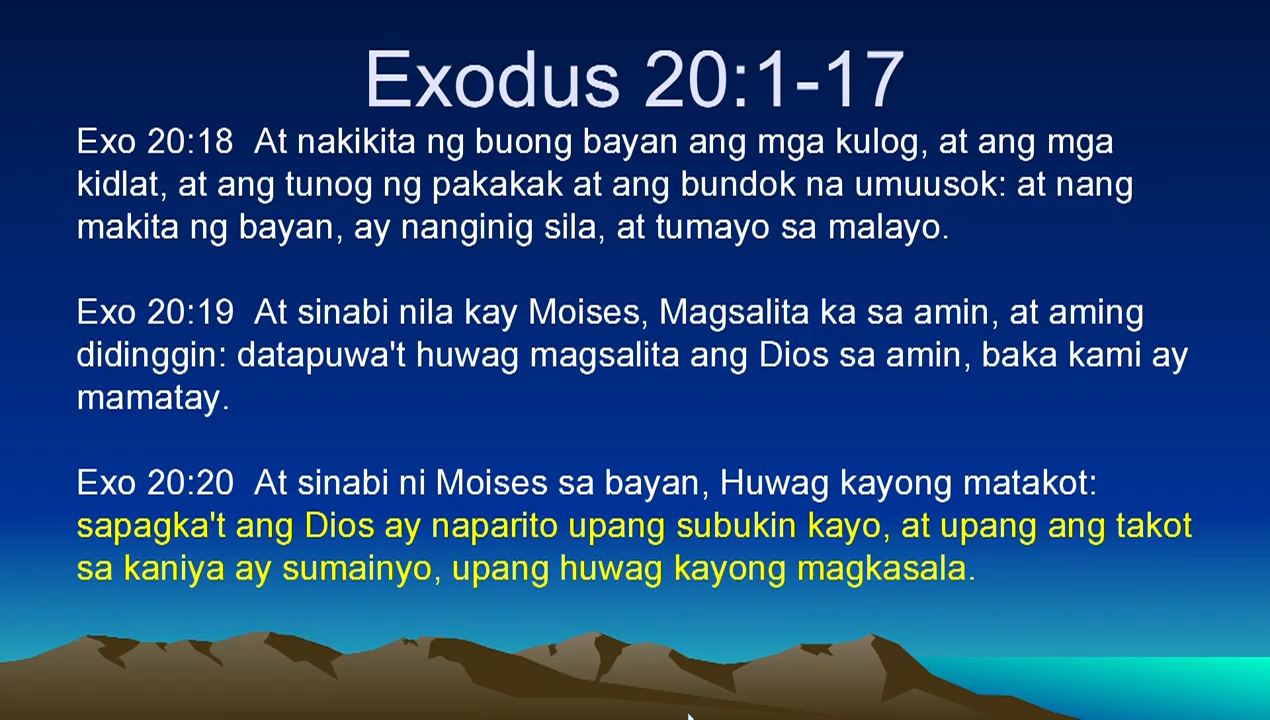 Exodus 20:1-17
Exo 20:18  At nakikita ng buong bayan ang mga kulog, at ang mga
kidlat, at ang tunog ng pakakak at ang bundok na umuusok: at nang
makita ng bayan, ay nanginig sila, at tumayo sa malayo.
Exo 20:19  At sinabi nila kay Moises, Magsalita ka sa amin, at aming
didinggin: datapuwa't huwag magsalita ang Dios sa amin, baka kami ay
mamatay.
Exo 20:20  At sinabi ni Moises sa bayan, Huwag kayong matakot:
sapagka't ang Dios ay naparito upang subukin kayo, at upang ang takot
sa kaniya ay sumainyo, upang huwag kayong magkasala.